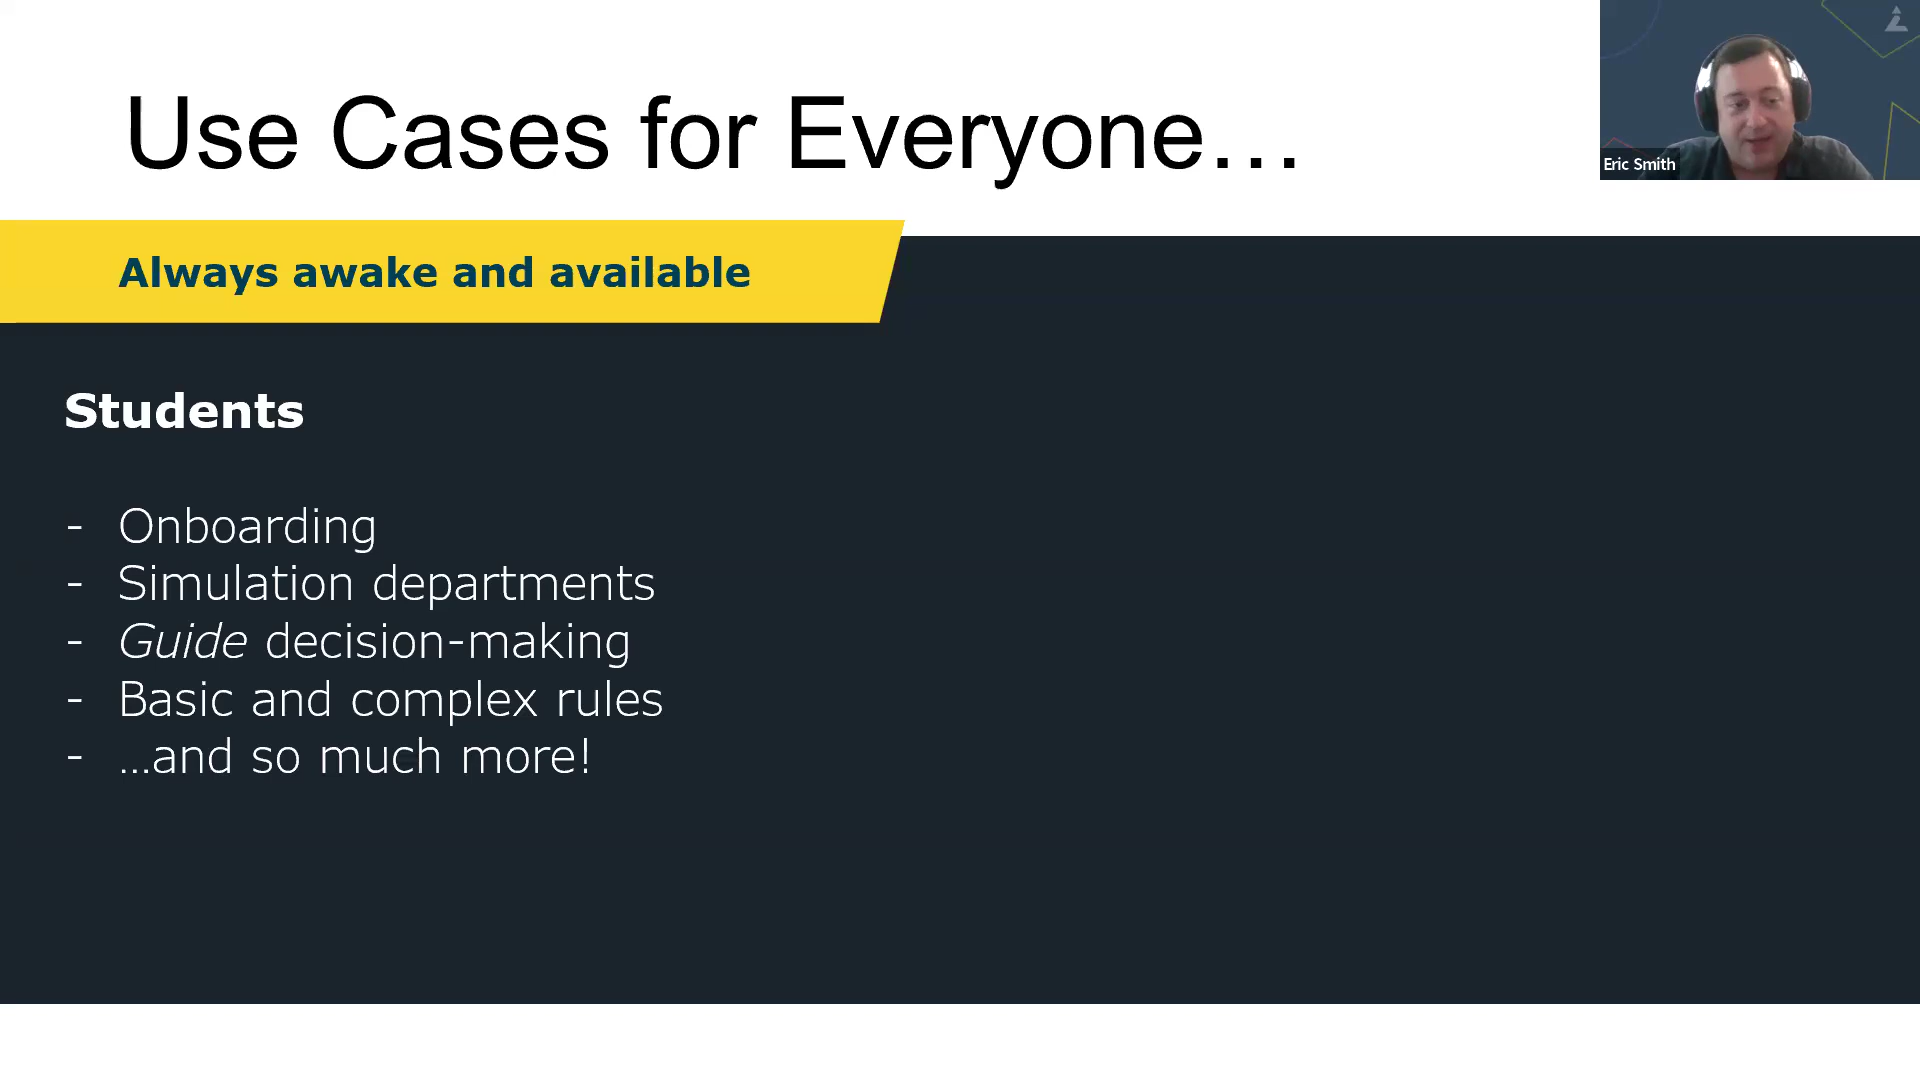 Use Cases for Everyone…
Eric Smith
Always awake and available
Students
- Onboarding
- Simulation departments
- Guide decision-making
- Basic and complex rules
- …and so much more!